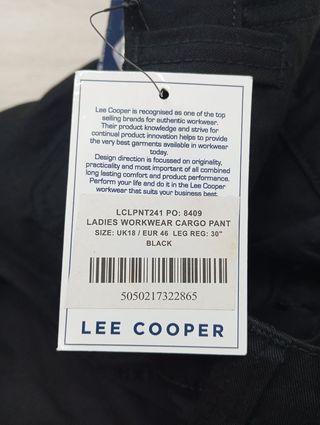 Lee Cooper is recognised as one of the top
selling brands for authentic workwear.
Their product knowledge and strive for
continual product innovation helps to provide
the very best garments available in workwear
today.
Design direction is focussed on originality,
practicality and most important of all combined
long lasting comfort and product performance.
Perform your life and do it in the Lee Cooper
workwear that suits your business best.
LCLPNT241 PO: 8409
LADIES WORKWEAR CARGO PANT
SIZE: UK18 / EUR 46 LEG REG: 30"
BLACK
5050217322865
LEE COOPER